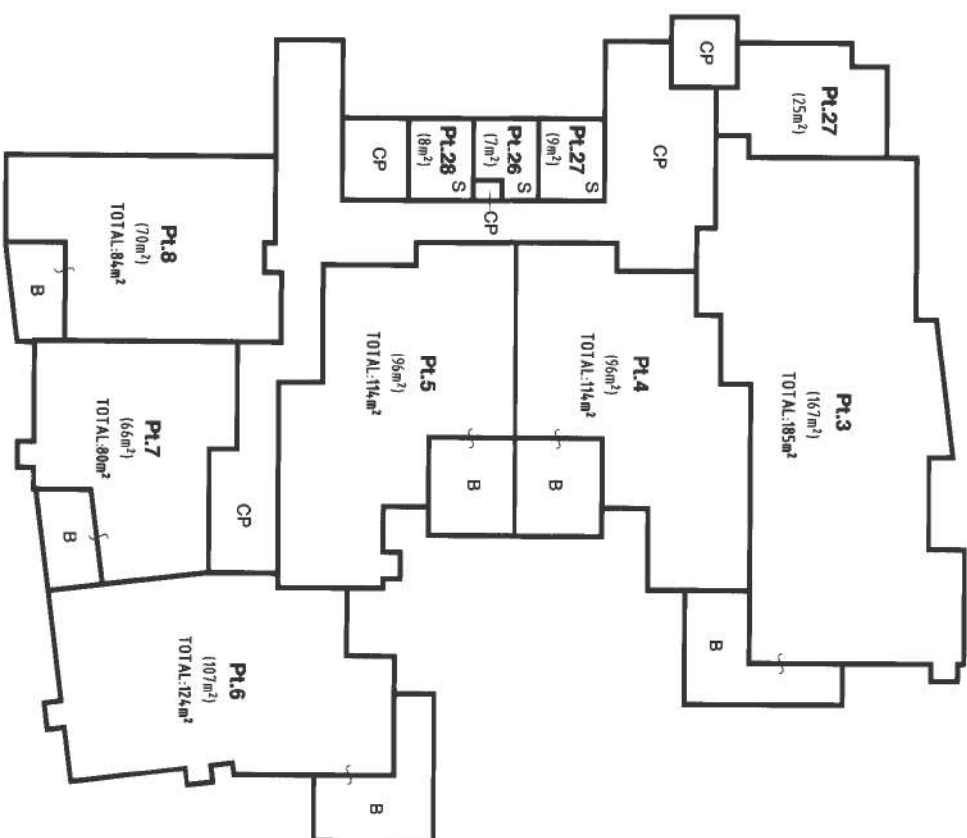 CP
Pt.27
(25m²)
Pt.27
(9m²)
S
Pt.26
(7m²)
S
Pt.28
(8m²)
S
CP
CP
Pt.3
(167m²)
TOTAL:185m²
B
Pt.4
(96m²)
TOTAL:114m²
B
Pt.5
(96m²)
TOTAL:114m²
B
Pt.8
(70m²)
TOTAL:84m²
B
Pt.7
(66m²)
TOTAL:80m²
B
CP
Pt.6
(107m²)
TOTAL:124m²
B